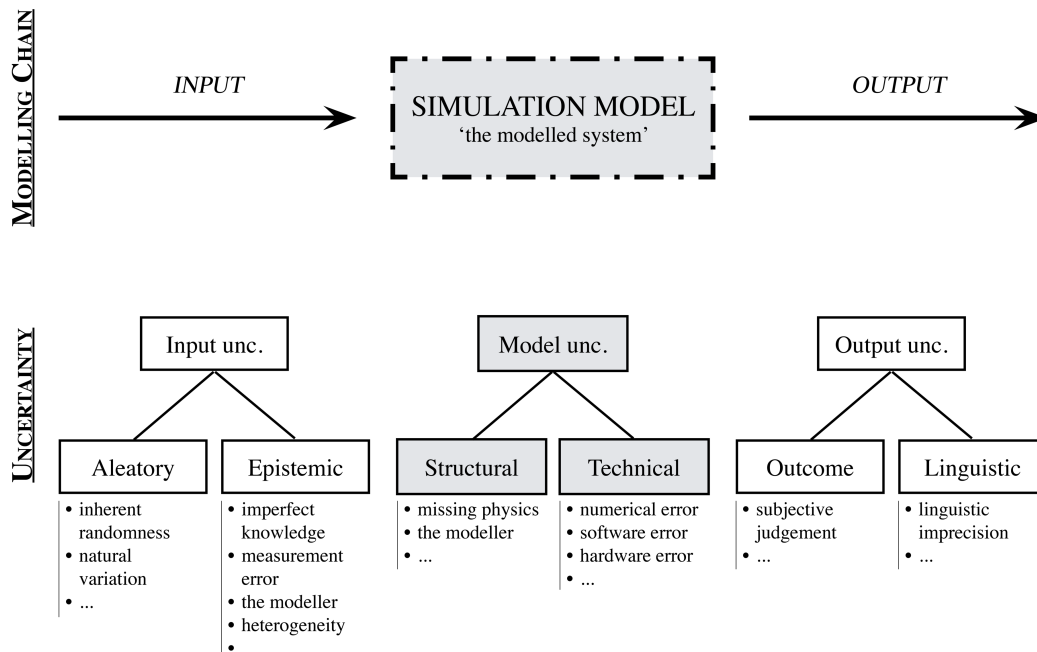 MODELLING CHAIN
INPUT
SIMULATION MODEL
‘the modelled system’
OUTPUT
UNCERTAINTY
Input unc.
Aleatory
• inherent
randomness
• natural
variation
• ...
Epistemic
• imperfect
knowledge
• measurement
error
• the modeller
• heterogeneity
•
Model unc.
Structural
• missing physics
• the modeller
• ...
Technical
• numerical error
• software error
• hardware error
• ...
Output unc.
Outcome
• subjective
judgement
• ...
Linguistic
• linguistic
imprecision
• ...